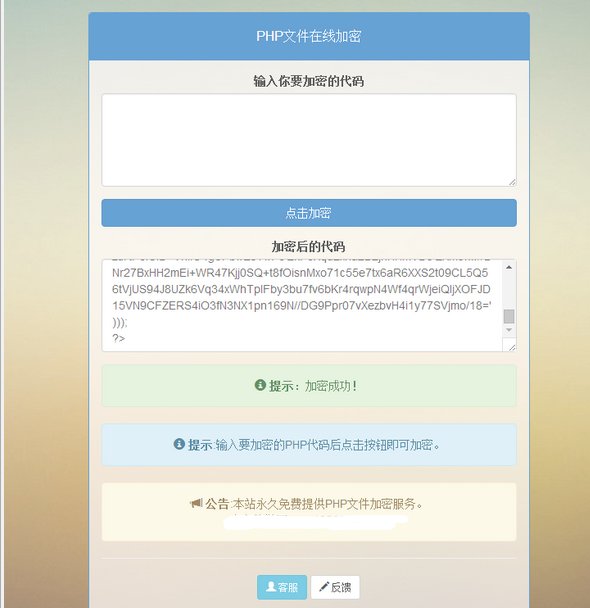 PHP文件在线加密
输入你要加密的代码
点击加密
加密后的代码
Nr27BxHH2mEi+WR47Kjj0SQ+t8fOisnMxo71c55e7tx6aR6XXS2t09CL5Q5
6tVjUS94J8UZk6Vq34xWhTplFby3bu7fv6bKr4rqwpN4Wf4qrWjeiQljXOFJD
15VN9CFZERS4iO3fN3NX1pn169N//DG9Ppr07vXezbvH4i1y77SVjmo/18='
)));
?>
提示：加密成功！
提示:输入要加密的PHP代码后点击按钮即可加密。
公告:本站永久免费提供PHP文件加密服务。
客服 反馈